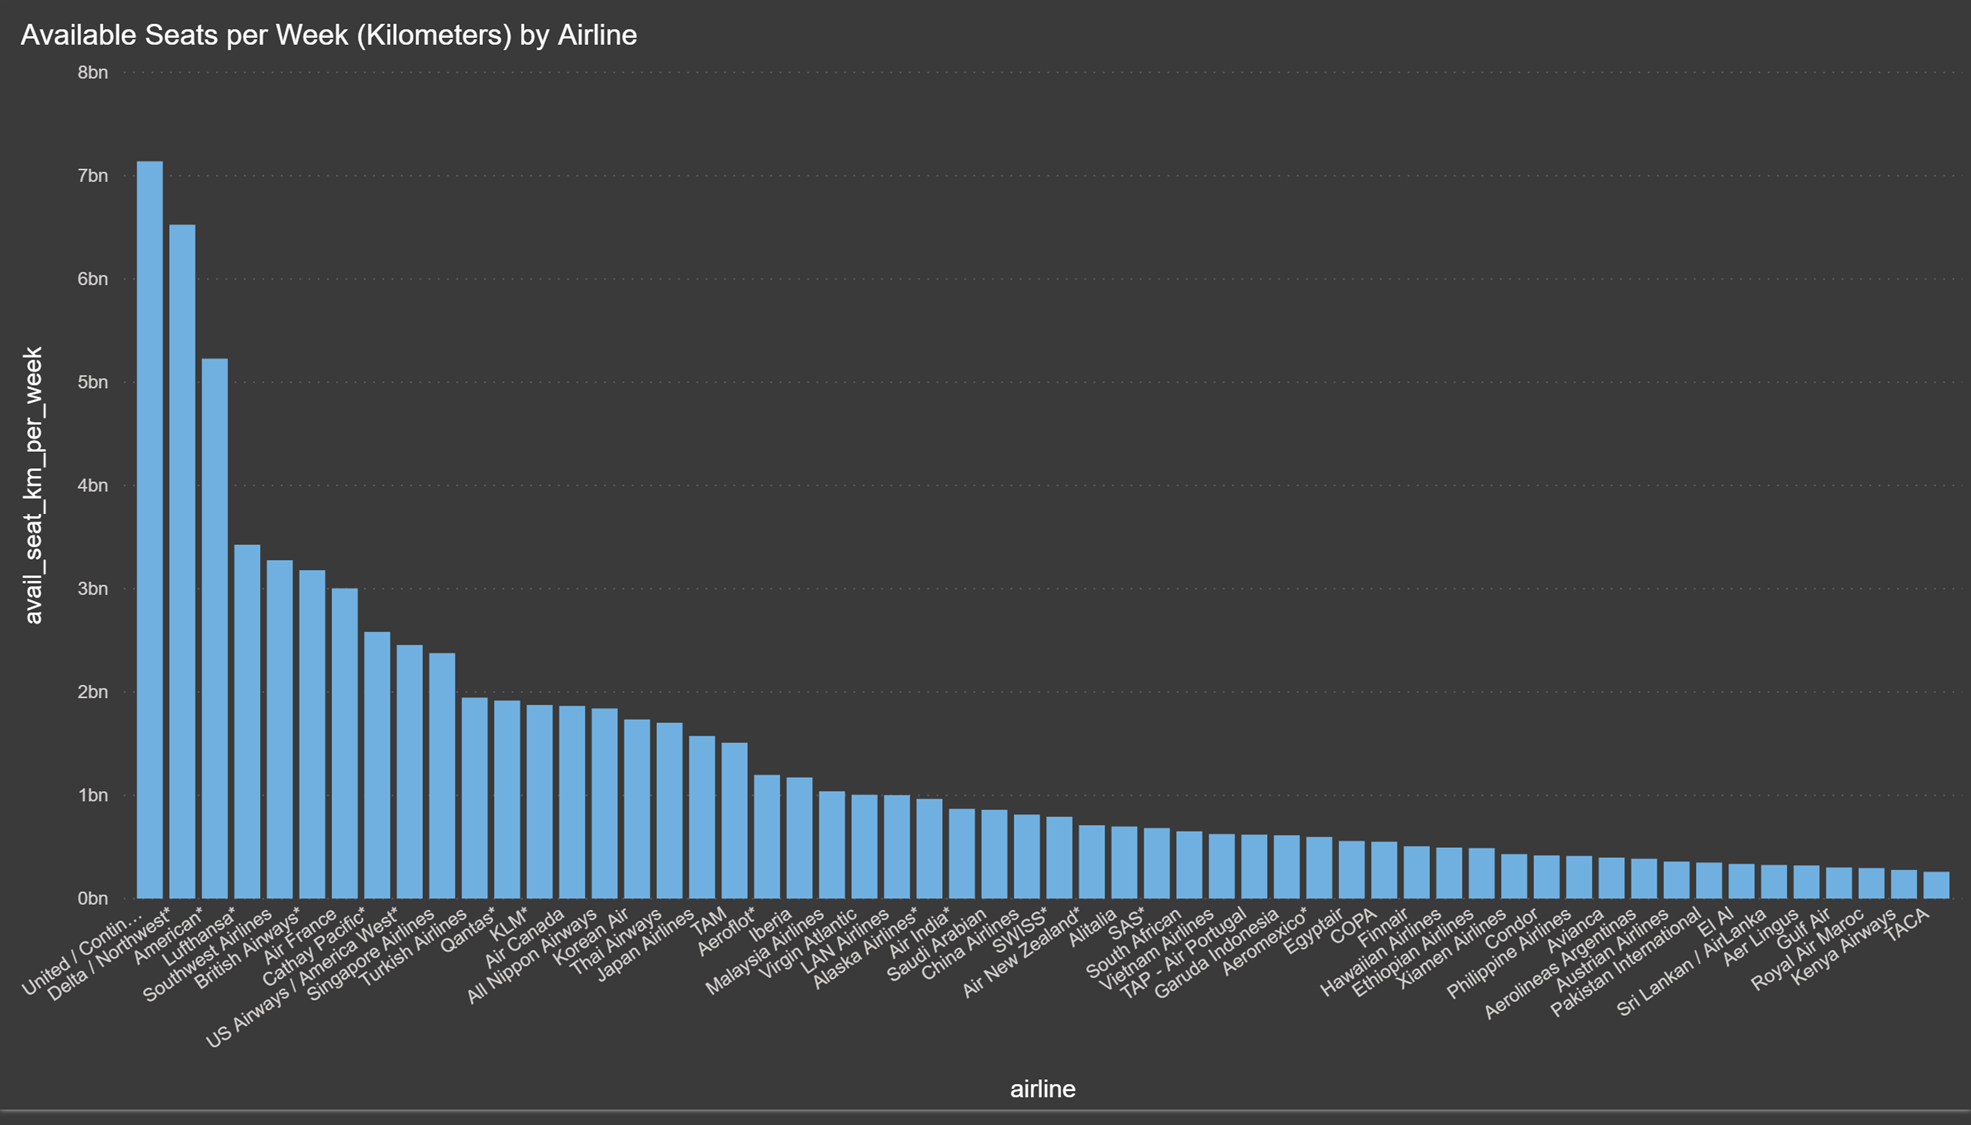 Available Seats per Week (Kilometers) by Airline
8bn
7bn
6bn
5bn
4bn
3bn
2bn
1bn
0bn
avail_seat_km_per_week
United / Contin...
Delta / Northwest*
American*
Lufthansa*
Southwest Airlines
British Airways*
Air France
Cathay Pacific*
US Airways / America West*
Singapore Airlines
Turkish Airlines
Qantas*
KLM*
Air Canada
All Nippon Airways
Korean Air
Thai Airways
Japan Airlines
TAM
Aeroflot*
Iberia
Malaysia Airlines
Virgin Atlantic
LAN Airlines
Alaska Airlines*
Air India*
Saudi Arabian
China Airlines
SWISS*
Air New Zealand*
Alitalia
SAS*
South African
Vietnam Airlines
TAP - Air Portugal
Garuda Indonesia
Aeromexico*
Egyptair
COPA
Finnair
Hawaiian Airlines
Ethiopian Airlines
Xiamen Airlines
Condor
Philippine Airlines
Avianca
Aerolineas Argentinas
Austrian Airlines
Pakistan International
El Al
Sri Lankan / AirLanka
Aer Lingus
Gulf Air
Royal Air Maroc
Kenya Airways
TACA
airline